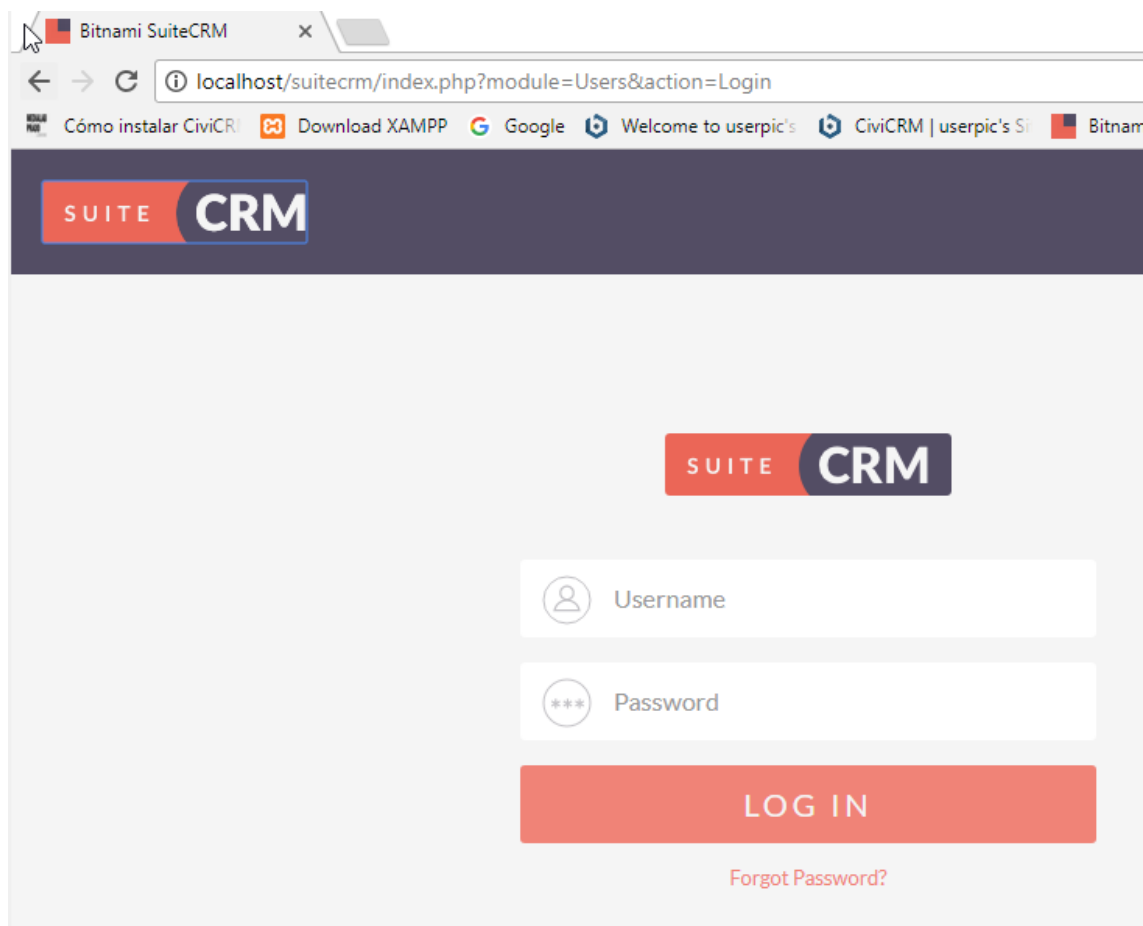 Bitnami SuiteCRM
localhost/suitecrm/index.php?module=Users&action=Login
Cómo instalar CiviCR Download XAMPP Google Welcome to userpic's CiviCRM | userpic's Si Bitnam
SUITE CRM
SUITE CRM
Username
*** Password
LOG IN
Forgot Password?